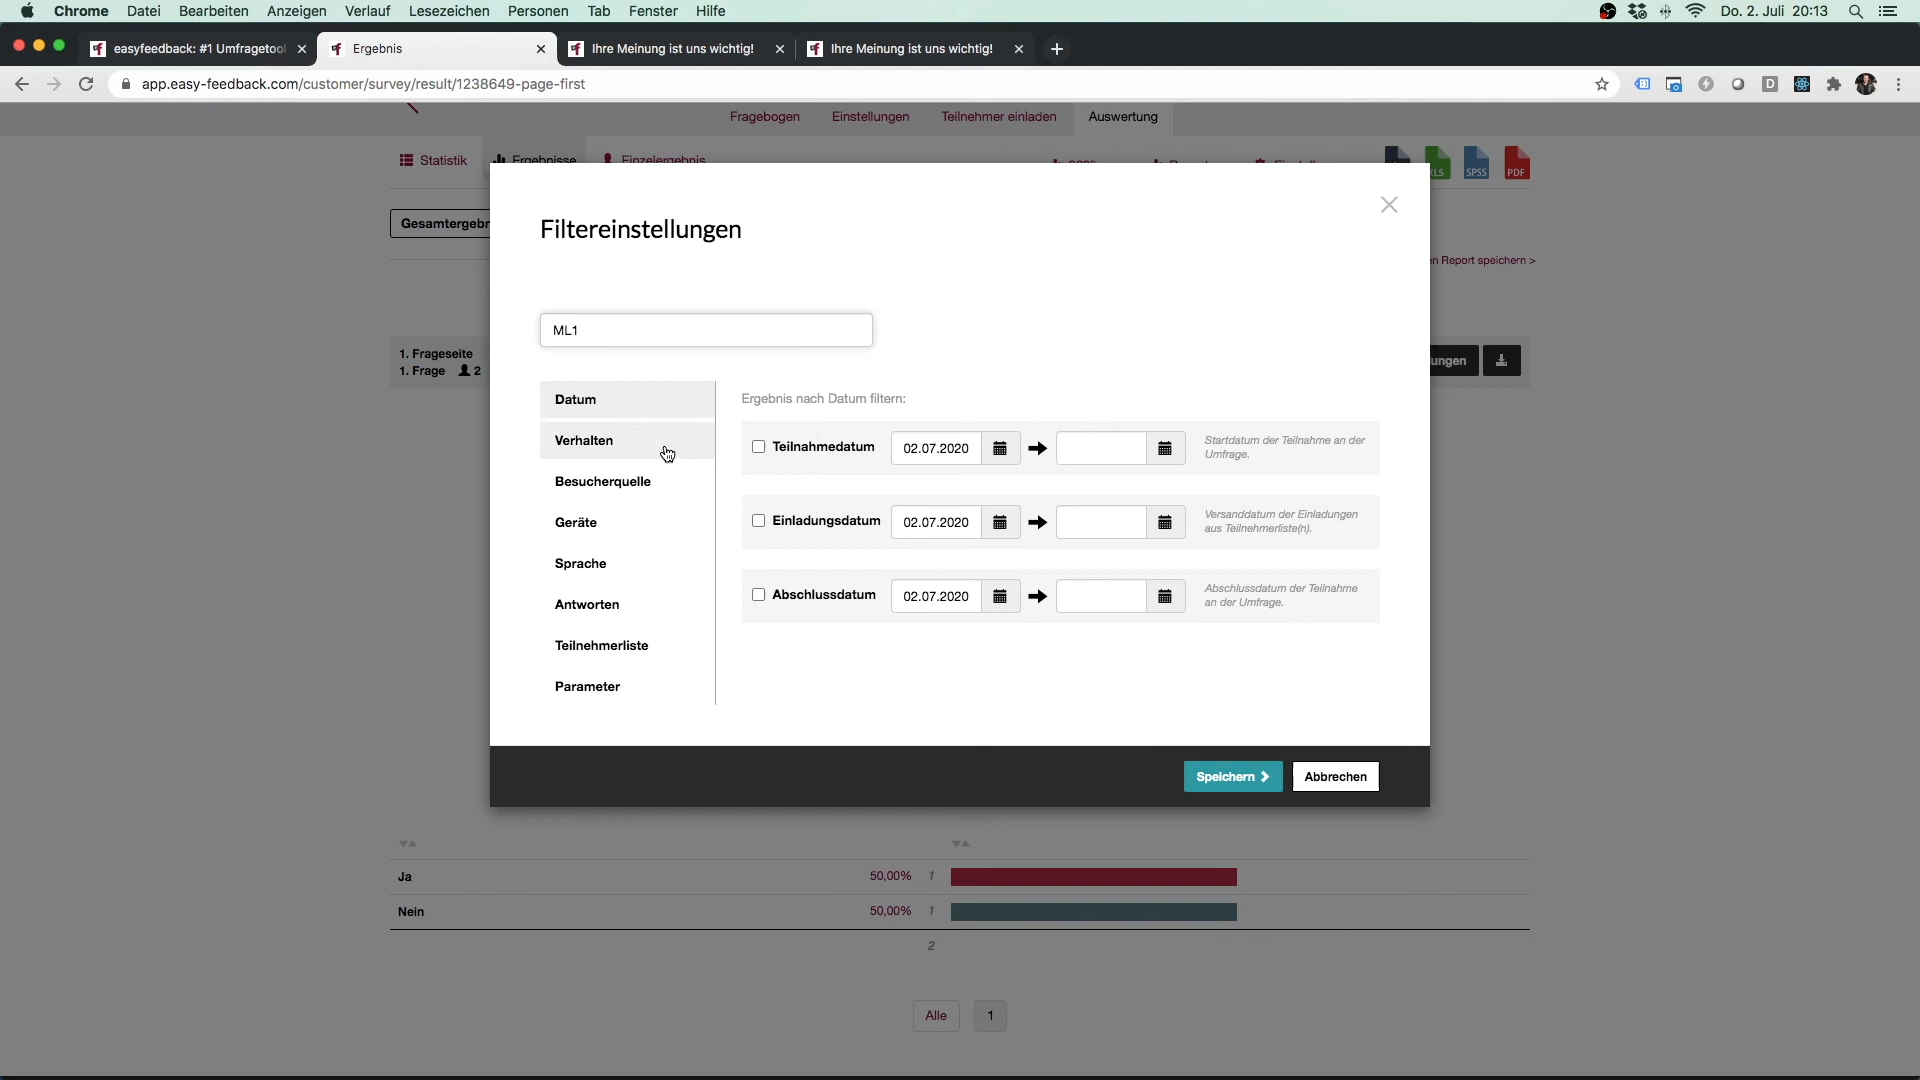 Chrome Datei Bearbeiten Anzeigen Verlauf Lesezeichen Personen Tab Fenster Hilfe Do. 2. Juli 20:13
easyfeedback: #1 Umfragetool Ergebnis Ihre Meinung ist uns wichtig! Ihre Meinung ist uns wichtig!
app.easy-feedback.com/customer/survey/result/1238649-page-first
Fragebogen Einstellungen Teilnehmer einladen Auswertung
Statistik Ergebnisse Einzelergebnis XLS SPSS PDF
Gesamtergebn
Filtereinstellungen
en Report speichern >
ML1
1. Frageseite
1. Frage 2
ungen
Datum
Verhalten
Besucherquelle
Geräte
Sprache
Antworten
Teilnehmerliste
Parameter
Ergebnis nach Datum filtern:
Teilnahmedatum 02.07.2020 Startdatum der Teilnahme an der
Umfrage.
Einladungsdatum 02.07.2020 Versanddatum der Einladungen
aus Teilnehmerliste(n).
Abschlussdatum 02.07.2020 Abschlussdatum der Teilnahme
an der Umfrage.
Speichern Abbrechen
Ja 50,00% 1
Nein 50,00% 1
2
Alle 1